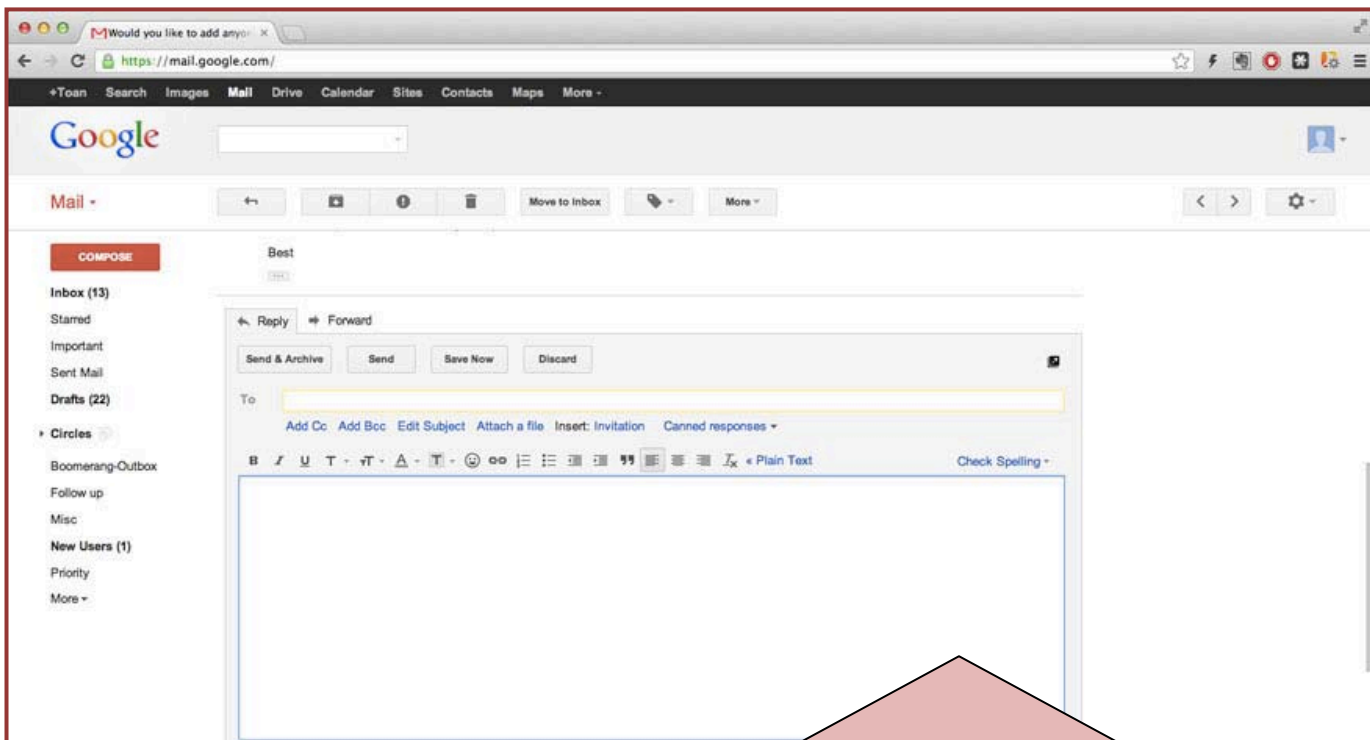 Would you like to add anyor
https://mail.google.com/
+Toan Search Images Mail Drive Calendar Sites Contacts Maps More
Google
Mail
Move to Inbox
More
COMPOSE
Best
Inbox (13)
Starred
Important
Sent Mail
Drafts (22)
Circles
Boomerang-Outbox
Follow up
Misc
New Users (1)
Priority
More
Reply Forward
Send & Archive Send Save Now Discard
To
Add Cc Add Bcc Edit Subject Attach a file Insert: Invitation Canned responses
B I U T T A T « Plain Text Check Spelling